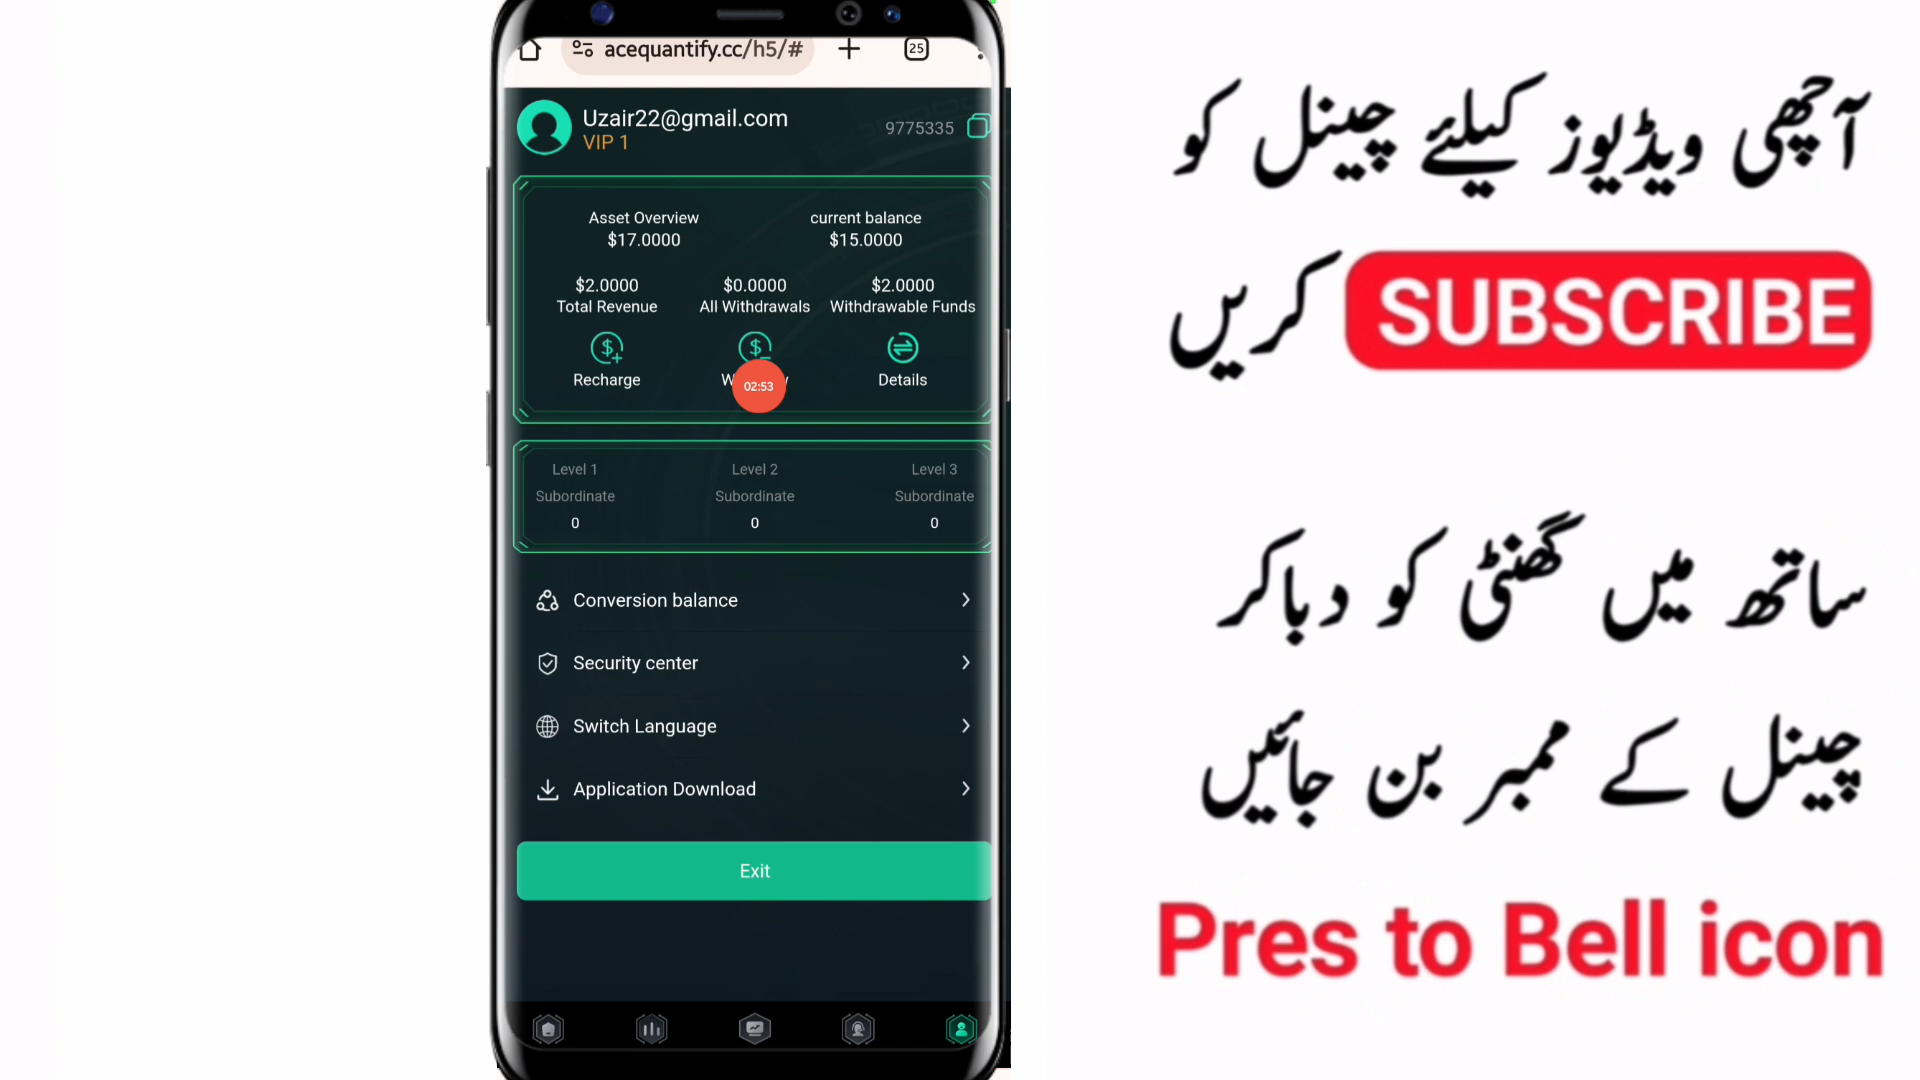 acequantify.cc/h5/#
25
Uzair22@gmail.com
VIP 1
9775335
Asset Overview
current balance
$17.0000
$15.0000
$2.0000
$0.0000
$2.0000
Total Revenue
All Withdrawals
Withdrawable Funds
Recharge
02:53
Details
Level 1
Level 2
Level 3
Subordinate
Subordinate
Subordinate
0
0
0
Conversion balance
Security center
Switch Language
Application Download
Exit
آچھی ویڈیوز کیلئے چینل کو
SUBSCRIBE کریں
ساتھ میں گھنٹی کو دباکر
چینل کے ممبر بن جائیں
Pres to Bell icon